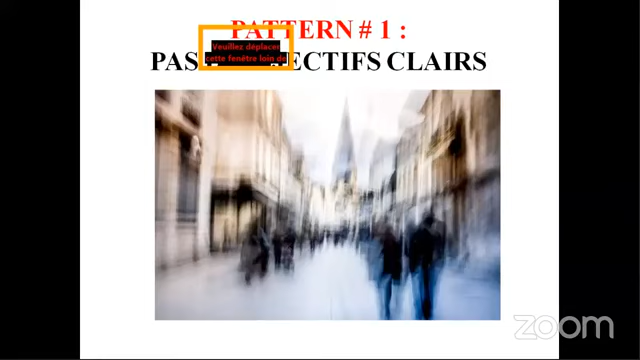 PATTERN # 1 :
Veuillez déplacer
cette fenêtre loin de
PAS ECTIFS CLAIRS
zoom